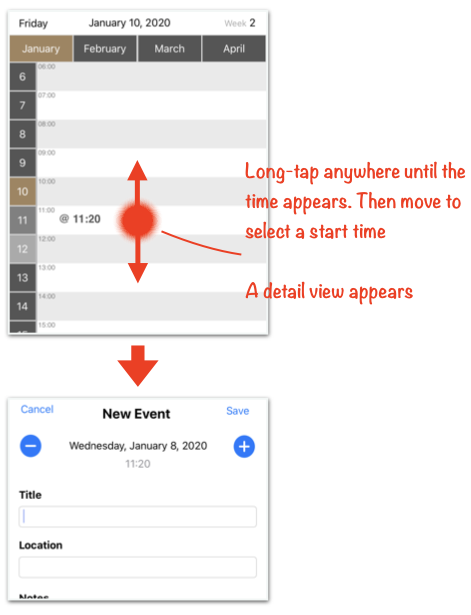 Friday January 10, 2020 Week 2
January February March April
06:00
6
07:00
7
08:00
8
09:00
9
10:00
10
11:00
11 @ 11:20
12:00
12
13:00
13
14:00
14
15:00
Long-tap anywhere until the
time appears. Then move to
select a start time
A detail view appears
Cancel New Event Save
Wednesday, January 8, 2020
11:20
Title
Location
Notes